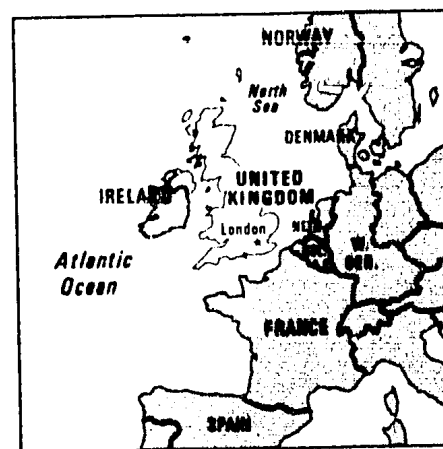 NORWAY
North
Sea
DENMARK
IRELAND
UNITED
KINGDOM
London
W.
GER.
Atlantic
Ocean
FRANCE
SPAIN